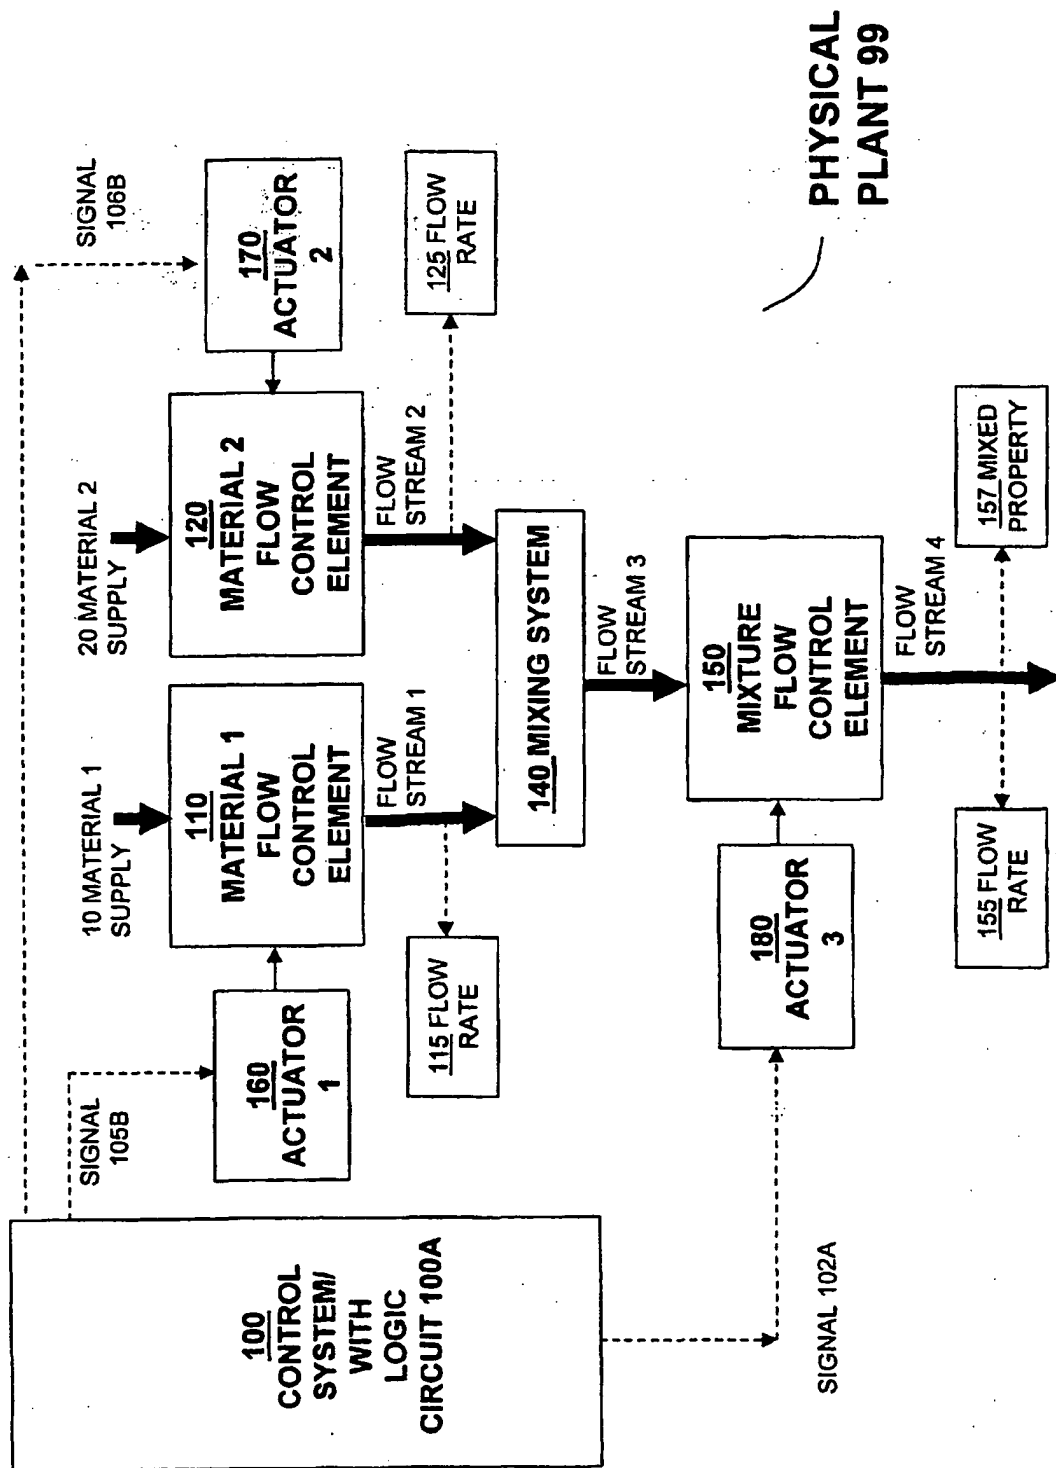 100
CONTROL
SYSTEM/
WITH
LOGIC
CIRCUIT 100A
SIGNAL
105B
SIGNAL
106B
10 MATERIAL 1
SUPPLY
20 MATERIAL 2
SUPPLY
160
ACTUATOR
1
110
MATERIAL 1
FLOW
CONTROL
ELEMENT
120
MATERIAL 2
FLOW
CONTROL
ELEMENT
170
ACTUATOR
2
115 FLOW
RATE
FLOW
STREAM 1
FLOW
STREAM 2
125 FLOW
RATE
140 MIXING SYSTEM
FLOW
STREAM 3
SIGNAL 102A
180
ACTUATOR
3
150
MIXTURE
FLOW
CONTROL
ELEMENT
PHYSICAL
PLANT 99
FLOW
STREAM 4
155 FLOW
RATE
157 MIXED
PROPERTY